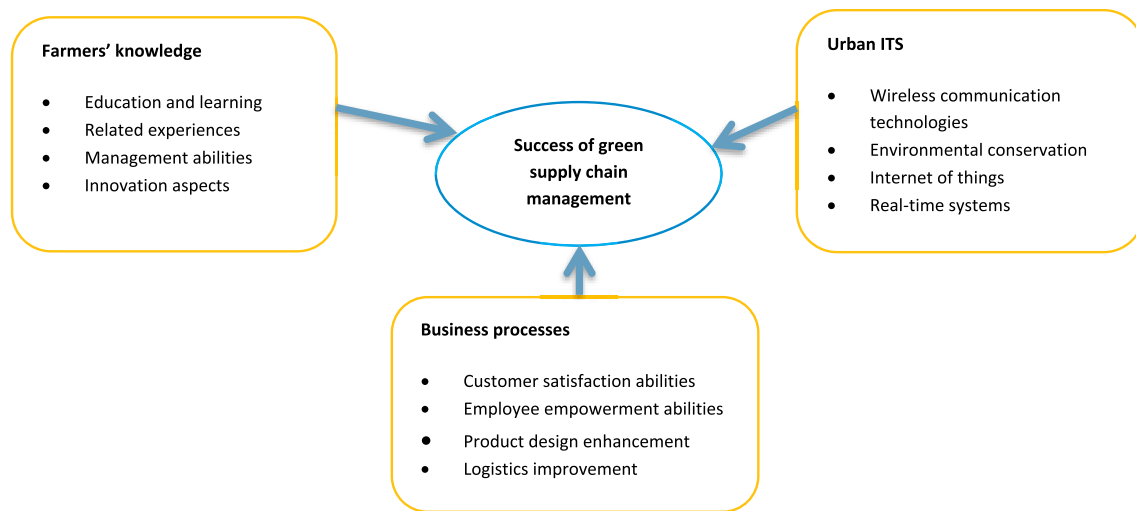 Farmers’ knowledge
• Education and learning
• Related experiences
• Management abilities
• Innovation aspects
Success of green
supply chain
management
Urban ITS
• Wireless communication
technologies
• Environmental conservation
• Internet of things
• Real-time systems
Business processes
• Customer satisfaction abilities
• Employee empowerment abilities
• Product design enhancement
• Logistics improvement